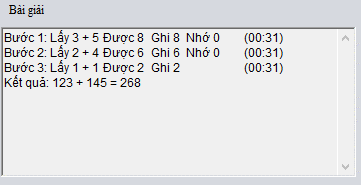 Bài giải
Bước 1: Lấy 3 + 5 Được 8 Ghi 8 Nhớ 0 (00:31)
Bước 2: Lấy 2 + 4 Được 6 Ghi 6 Nhớ 0 (00:31)
Bước 3: Lấy 1 + 1 Được 2 Ghi 2 (00:31)
Kết quả: 123 + 145 = 268